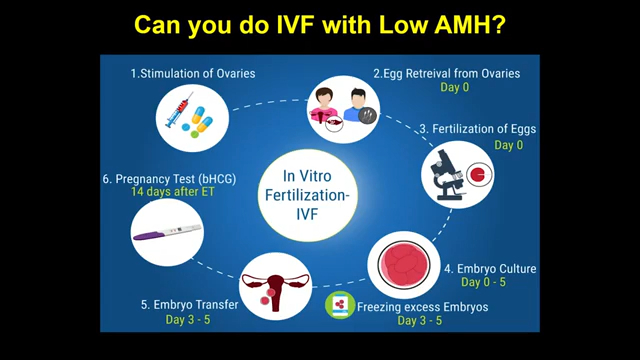 Can you do IVF with Low AMH?
1.Stimulation of Ovaries
2.Egg Retreival from Ovaries
Day 0
3. Fertilization of Eggs
Day 0
6. Pregnancy Test (bHCG)
14 days after ET
In Vitro
Fertilization-
IVF
4. Embryo Culture
Day 0 - 5
5. Embryo Transfer
Day 3 - 5
Freezing excess Embryos
Day 3 - 5